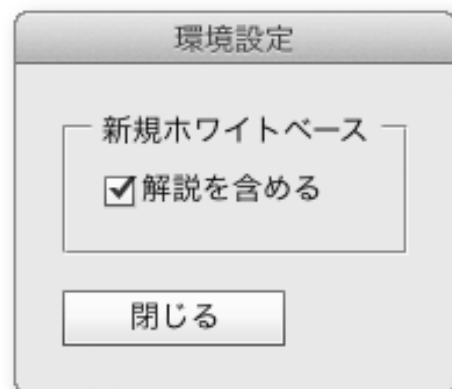 環境設定
新規ホワイトベース
解説を含める
閉じる